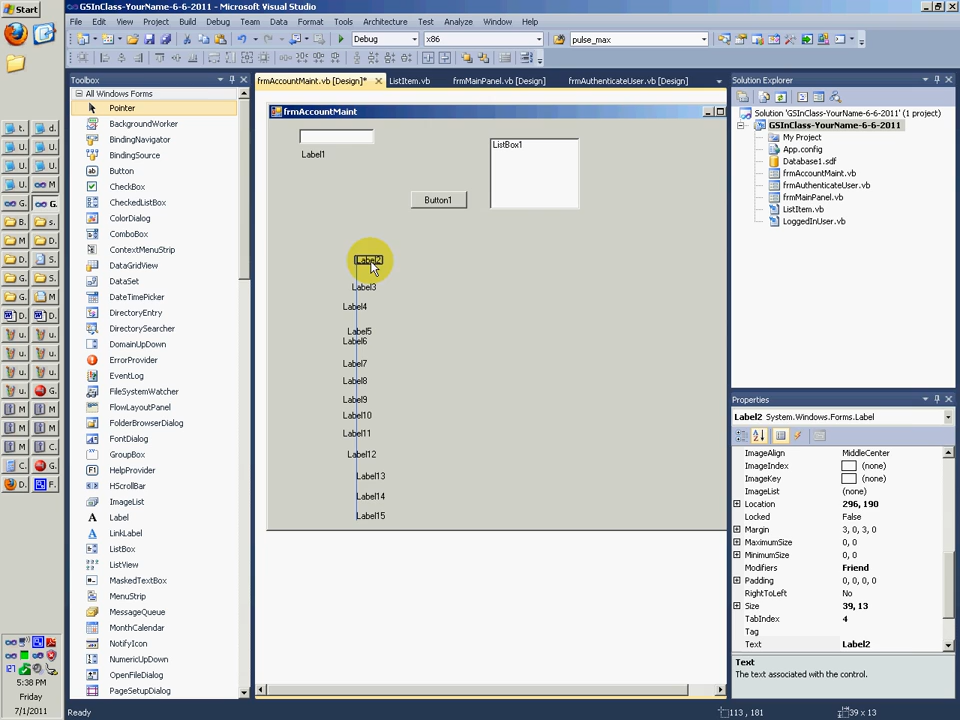 Start
GSInClass-YourName-6-6-2011 - Microsoft Visual Studio
File Edit View Project Build Debug Team Data Format Tools Architecture Test Analyze Window Help
Debug x86 pulse_max
Toolbox
All Windows Forms
Pointer
BackgroundWorker
BindingNavigator
BindingSource
Button
CheckBox
CheckedListBox
ColorDialog
ComboBox
ContextMenuStrip
DataGridView
DataSet
DateTimePicker
DirectoryEntry
DirectorySearcher
DomainUpDown
ErrorProvider
EventLog
FileSystemWatcher
FlowLayoutPanel
FolderBrowserDialog
FontDialog
GroupBox
HelpProvider
HScrollBar
ImageList
Label
LinkLabel
ListBox
ListView
MaskedTextBox
MenuStrip
MessageQueue
MonthCalendar
NotifyIcon
NumericUpDown
OpenFileDialog
PageSetupDialog
frmAccountMaint.vb [Design]* ListItem.vb frmMainPanel.vb [Design] frmAuthenticateUser.vb [Design]
frmAccountMaint
Label1
ListBox1
Button1
Label2
Label3
Label4
Label5
Label6
Label7
Label8
Label9
Label10
Label11
Label12
Label13
Label14
Label15
Solution Explorer
Solution 'GSInClass-YourName-6-6-2011' (1 project)
GSInClass-YourName-6-6-2011
My Project
App.config
Database1.sdf
frmAccountMaint.vb
frmAuthenticateUser.vb
frmMainPanel.vb
ListItem.vb
LoggedInUser.vb
Properties
Label2 System.Windows.Forms.Label
ImageAlign MiddleCenter
ImageIndex (none)
ImageKey (none)
ImageList (none)
Location 296, 190
Locked False
Margin 3, 0, 3, 0
MaximumSize 0, 0
MinimumSize 0, 0
Modifiers Friend
Padding 0, 0, 0, 0
RightToLeft No
Size 39, 13
TabIndex 4
Tag
Text Label2
Text
The text associated with the control.
5:38 PM
Friday
7/1/2011
Ready
113 , 181
39 x 13